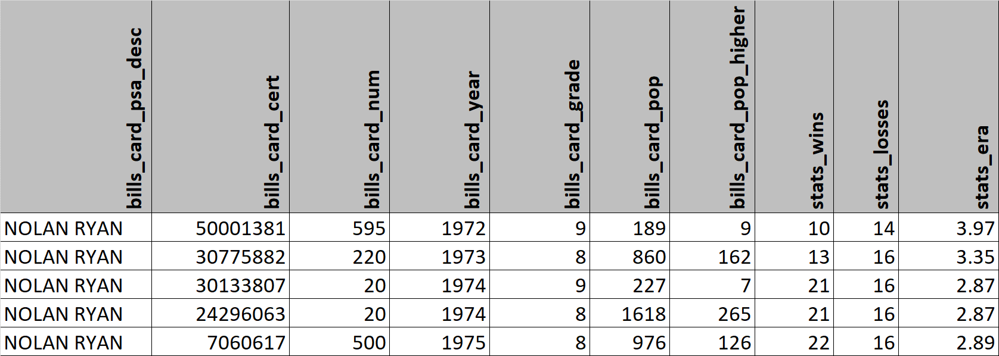 bills_card_psa_desc bills_card_cert bills_card_num bills_card_year bills_card_grade bills_card_pop bills_card_pop_higher stats_wins stats_losses stats_era
NOLAN RYAN 50001381 595 1972 9 189 9 10 14 3.97
NOLAN RYAN 30775882 220 1973 8 860 162 13 16 3.35
NOLAN RYAN 30133807 20 1974 9 227 7 21 16 2.87
NOLAN RYAN 24296063 20 1974 8 1618 265 21 16 2.87
NOLAN RYAN 7060617 500 1975 8 976 126 22 16 2.89